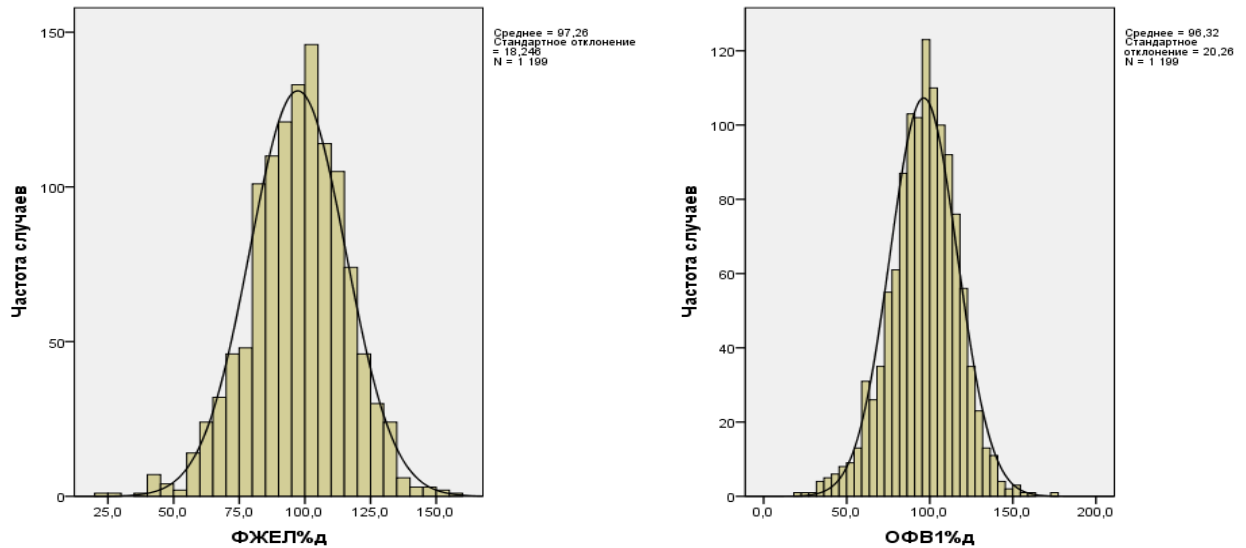 Среднее = 97,26
Стандартное отклонение
= 18,246
N = 1 199
Частота случаев
150
100
50
0
25,0 50,0 75,0 100,0 125,0 150,0
ФЖЕЛ%д
Среднее = 96,32
Стандартное
отклонение = 20,26
N = 1 199
Частота случаев
120
100
80
60
40
20
0
0,0 50,0 100,0 150,0 200,0
ОФВ1%д